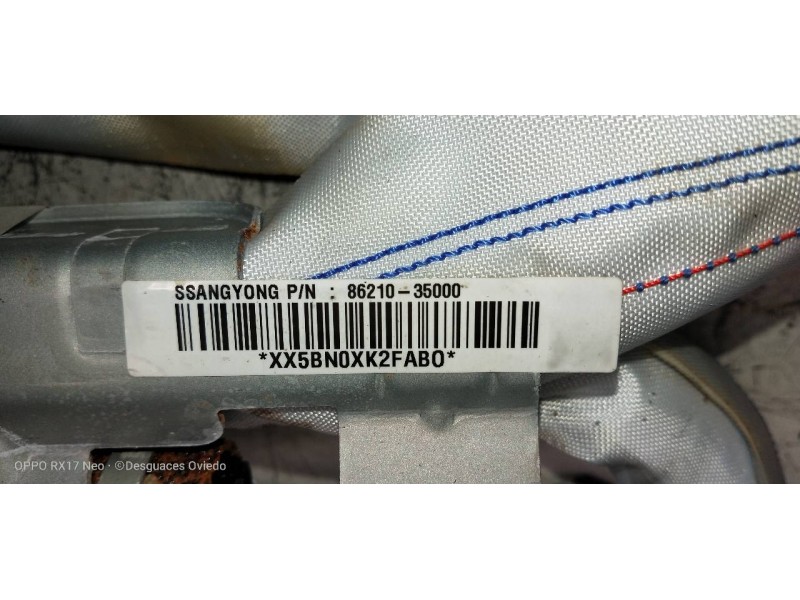 SSANGYONG P/N : 86210-35000
*XX5BN0XK2FAB0*
OPPO RX17 Neo · ©Desguaces Oviedo